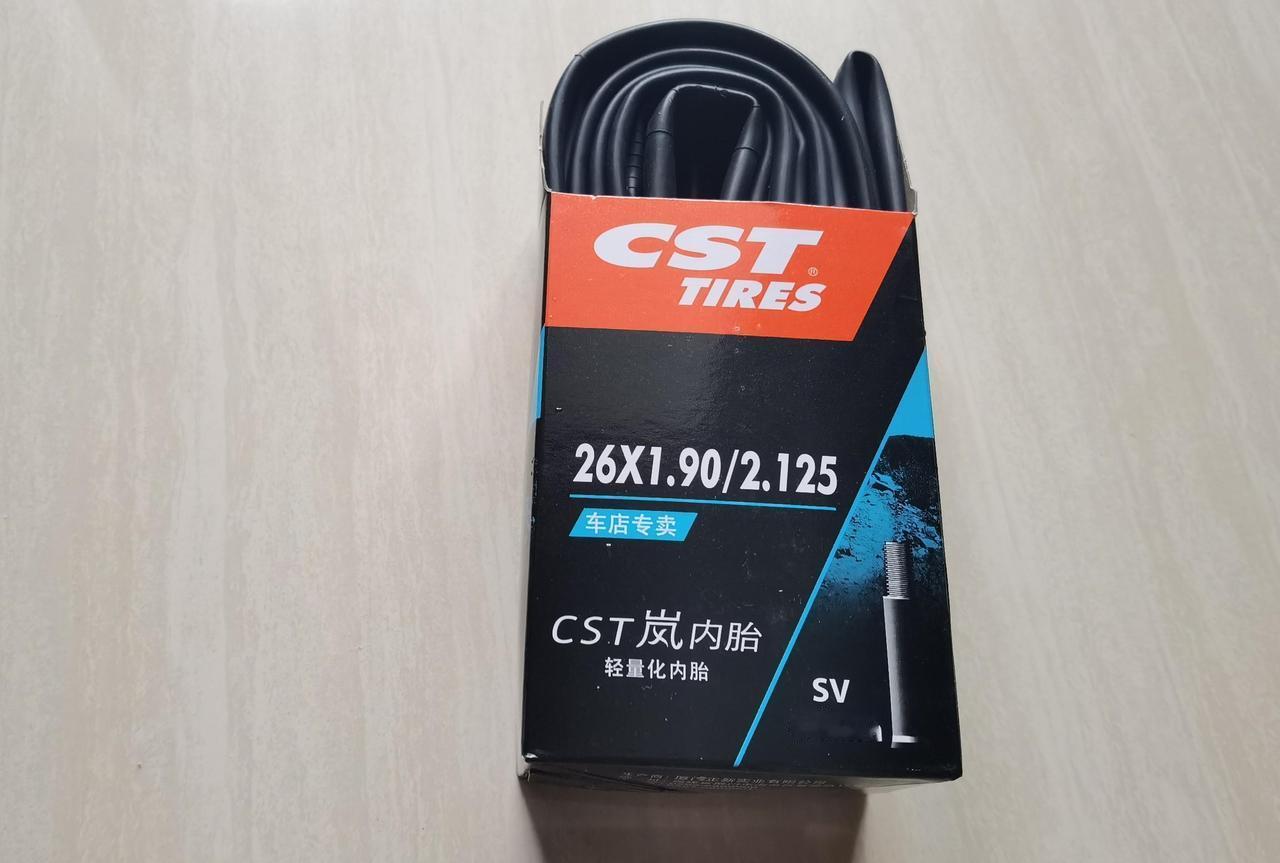 CST®
TIRES
26X1.90/2.125
车店专卖
CST岚内胎
轻量化内胎
SV